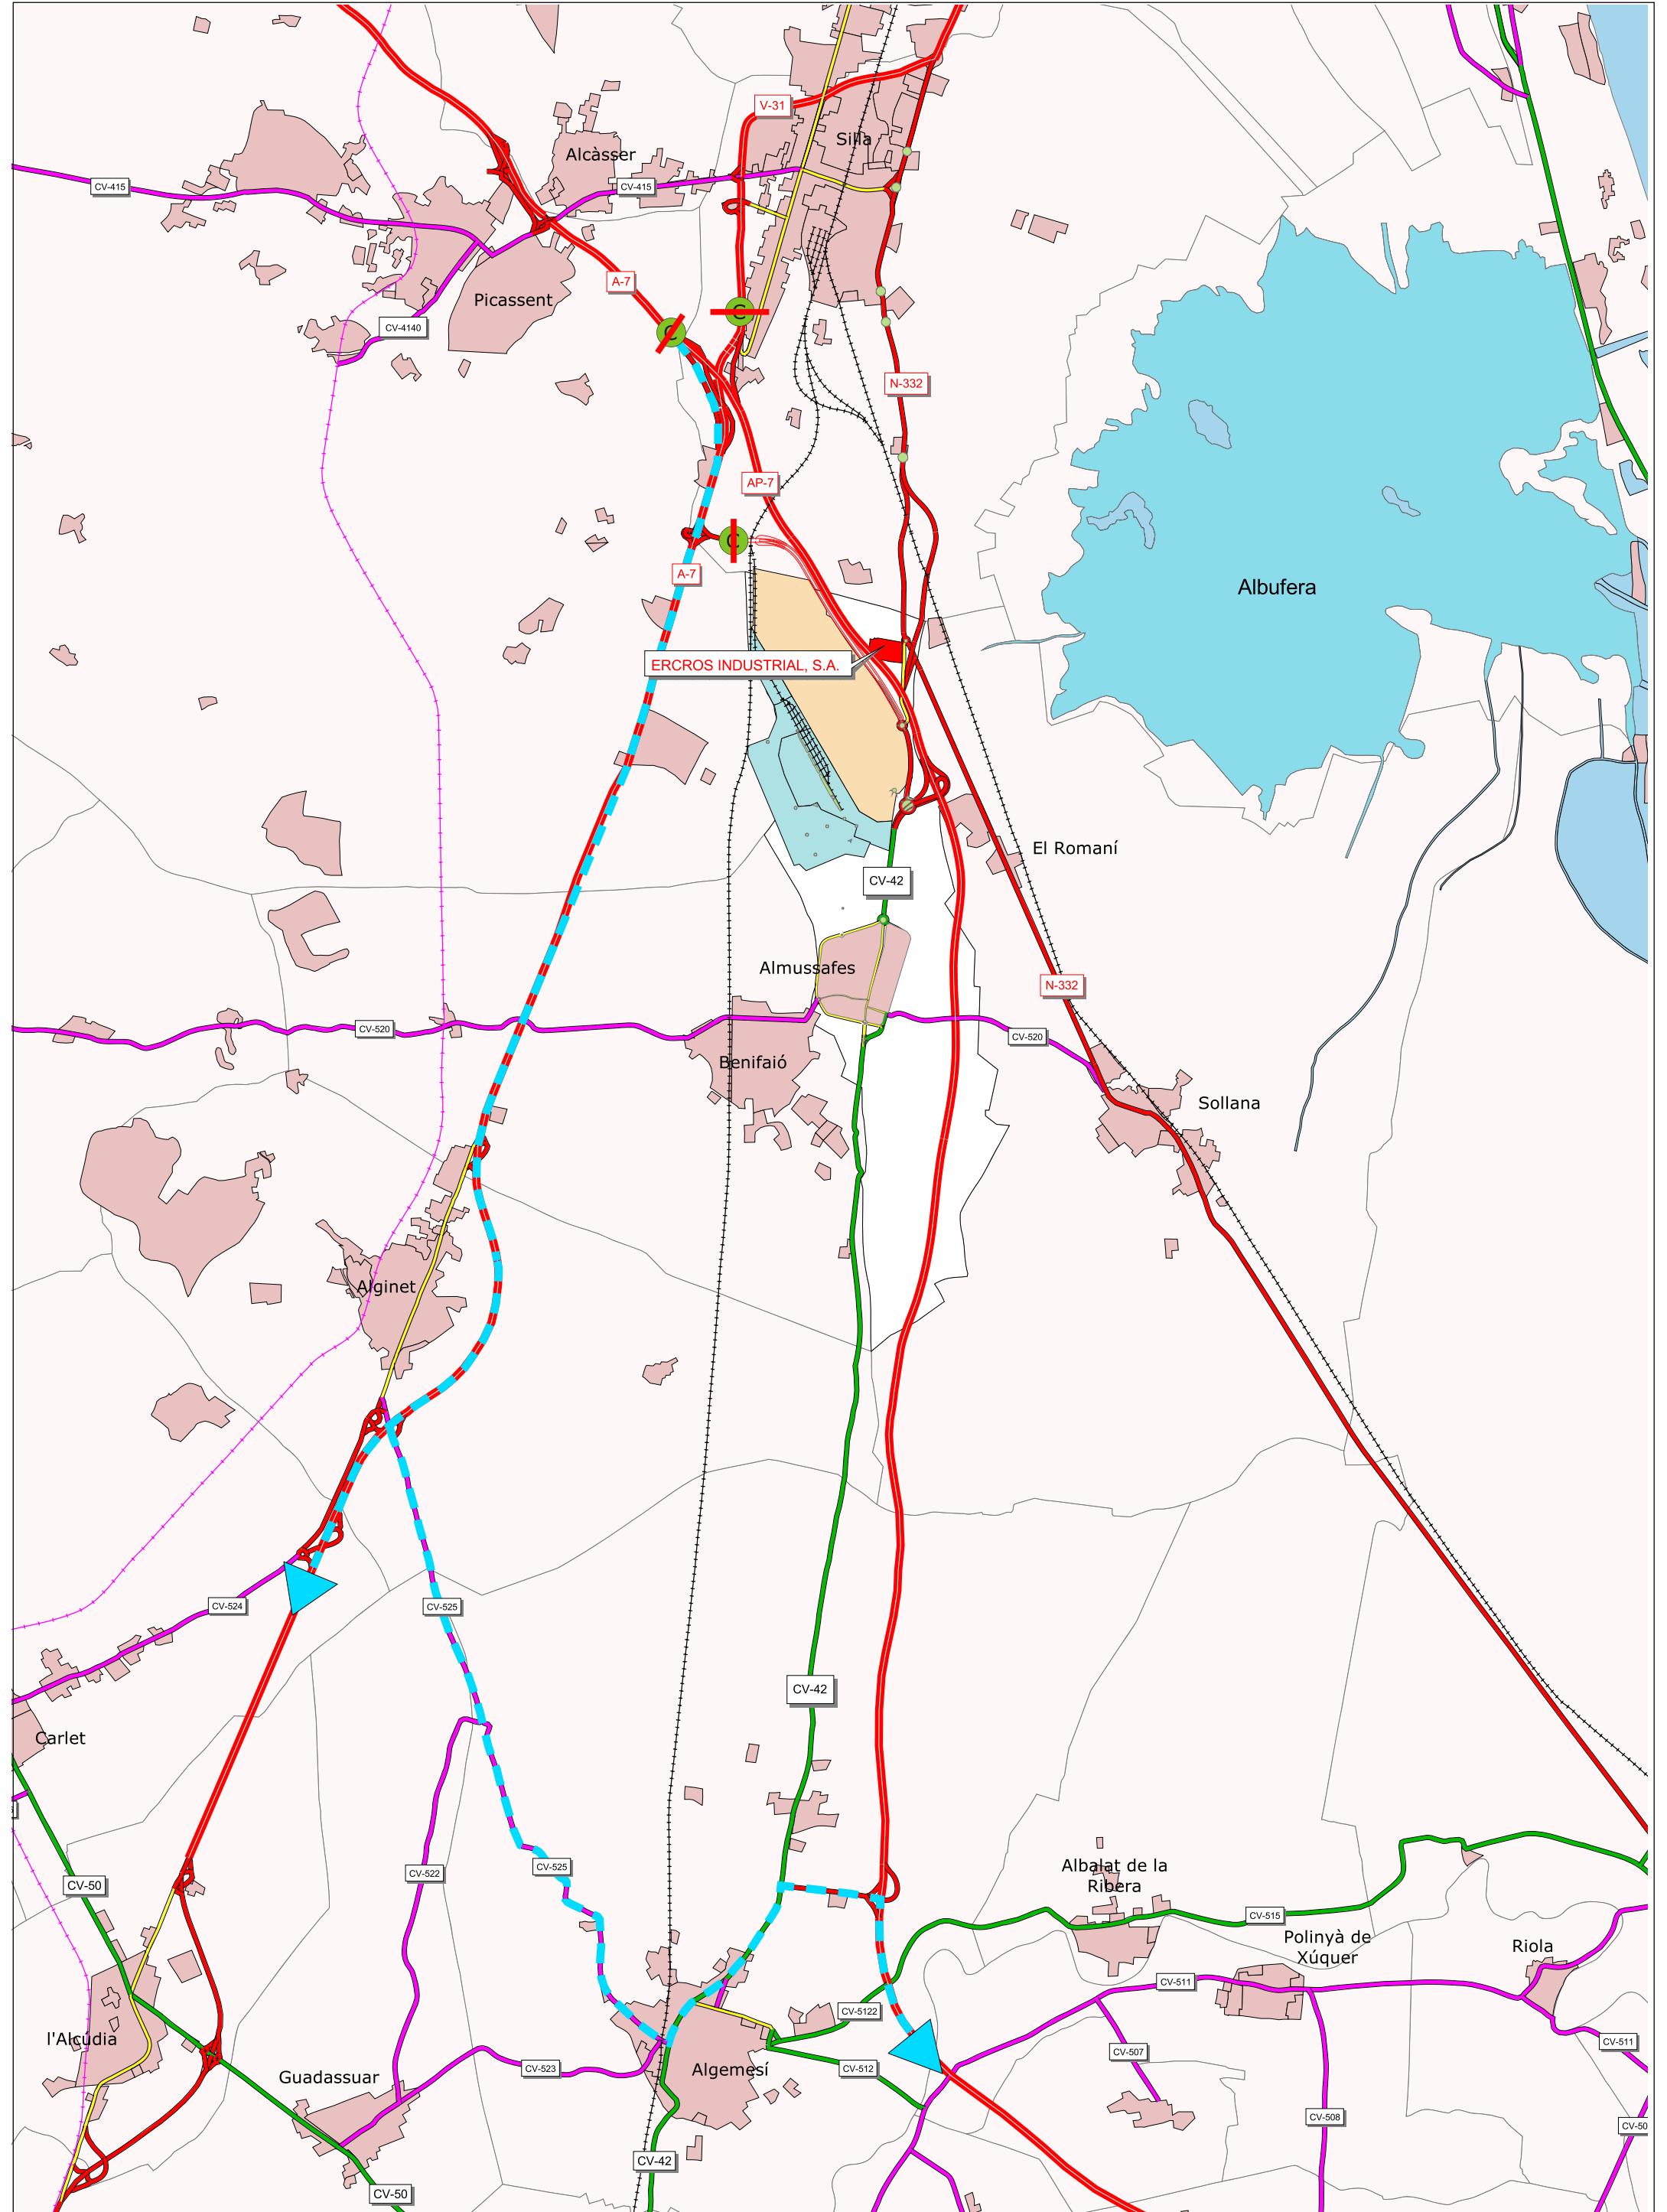 V-31
Silla
Alcàsser
CV-415
CV-415
A-7
Picassent
C
CV-4140
C
N-332
AP-7
C
A-7
Albufera
ERCROS INDUSTRIAL, S.A.
El Romaní
CV-42
Almussafes
N-332
CV-520
CV-520
Benifaió
Sollana
Alginet
CV-524
CV-525
CV-42
Carlet
CV-525
CV-522
Albalat de la
Ribera
CV-50
CV-515
Polinyà de
Xúquer
Riola
CV-511
CV-5122
l'Alcúdia
CV-511
CV-507
Algemesí
CV-523
CV-512
Guadassuar
CV-508
CV-50
CV-42
CV-50